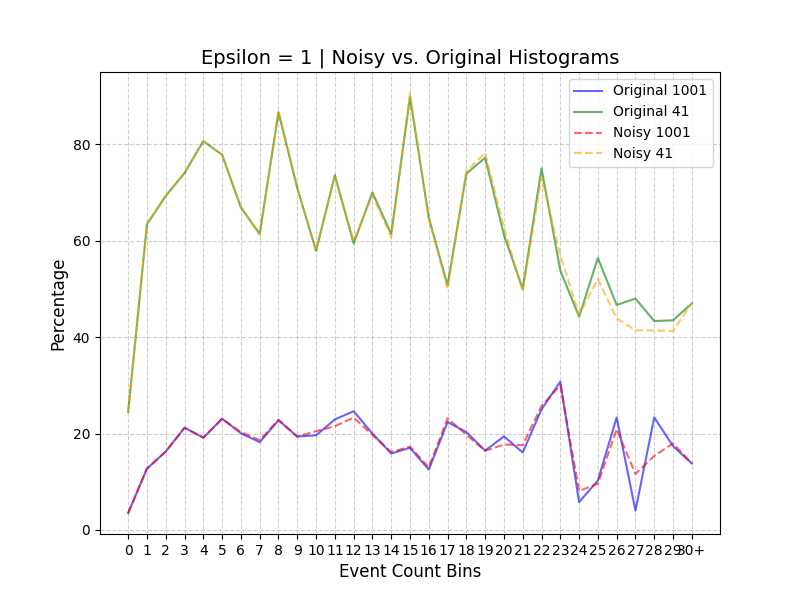 Epsilon = 1 | Noisy vs. Original Histograms
Original 1001
Original 41
Noisy 1001
Noisy 41
Percentage
80
60
40
20
0
0 1 2 3 4 5 6 7 8 9 10 11 12 13 14 15 16 17 18 19 20 21 22 23 24 25 26 27 28 29 30+
Event Count Bins